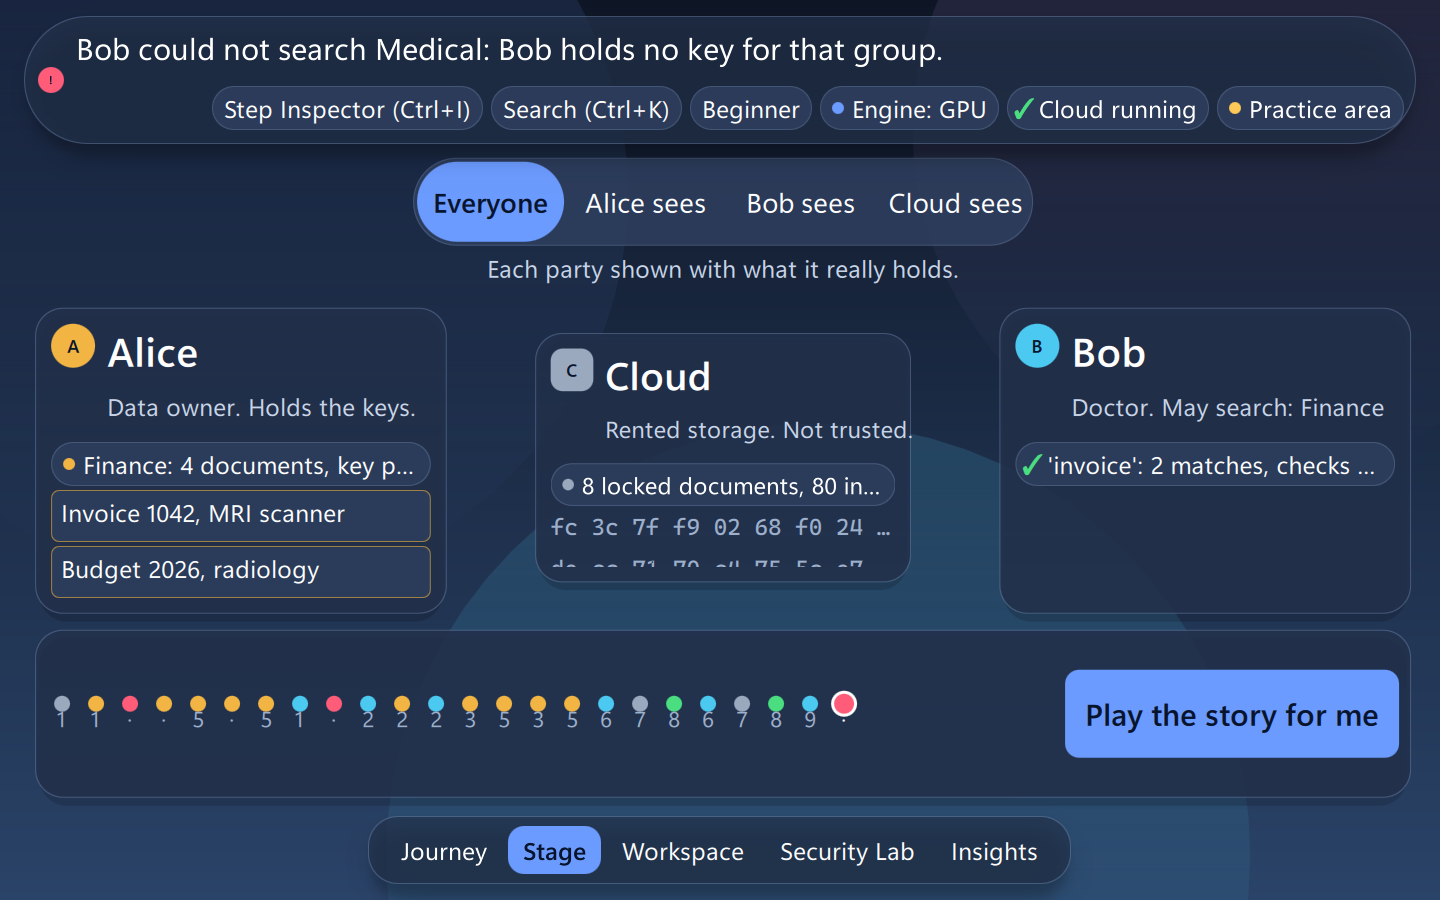 Bob could not search Medical: Bob holds no key for that group.
!
Step Inspector (Ctrl+I) Search (Ctrl+K) Beginner Engine: GPU ✓ Cloud running Practice area
Everyone Alice sees Bob sees Cloud sees
Each party shown with what it really holds.
A Alice
Data owner. Holds the keys.
Finance: 4 documents, key p...
Invoice 1042, MRI scanner
Budget 2026, radiology
C Cloud
Rented storage. Not trusted.
8 locked documents, 80 in...
fc 3c 7f f9 02 68 f0 24 ...
B Bob
Doctor. May search: Finance
✓ 'invoice': 2 matches, checks ...
1 1 · · 5 · 5 1 · 2 2 2 3 5 3 5 6 7 8 6 7 8 9 ·
Play the story for me
Journey Stage Workspace Security Lab Insights